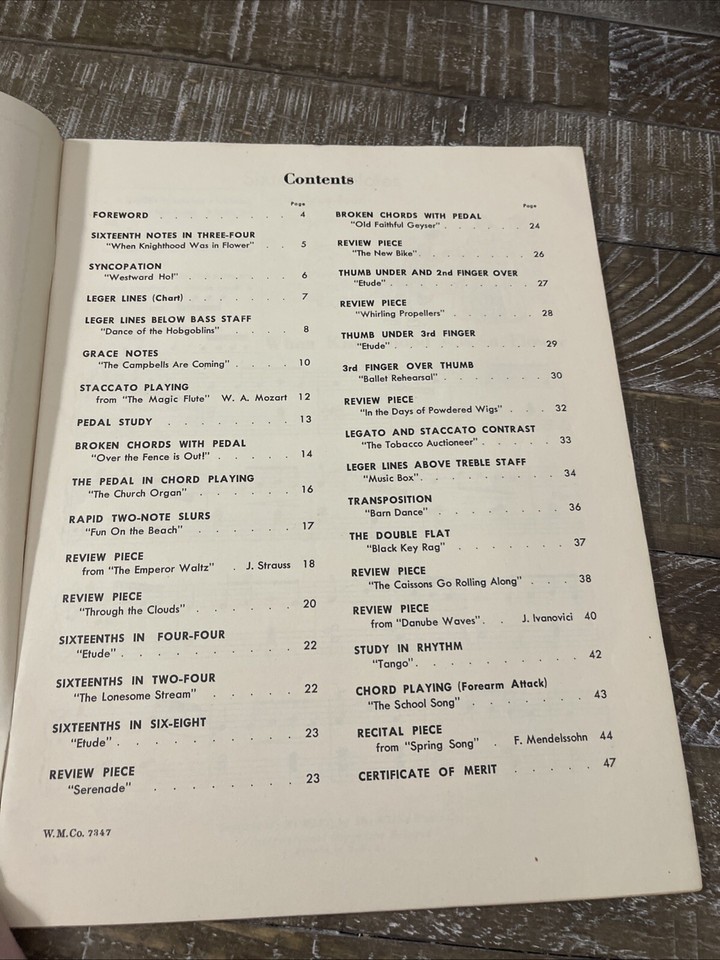 Contents
Page
FOREWORD . . . . . . . . . 4
SIXTEENTH NOTES IN THREE-FOUR
"When Knighthood Was in Flower" . . 5
SYNCOPATION
"Westward Ho!" . . . . . . . 6
LEGER LINES (Chart) . . . . . . . 7
LEGER LINES BELOW BASS STAFF
"Dance of the Hobgoblins" . . . . 8
GRACE NOTES
"The Campbells Are Coming" . . . . 10
STACCATO PLAYING
from "The Magic Flute" W. A. Mozart 12
PEDAL STUDY . . . . . . . . 13
BROKEN CHORDS WITH PEDAL
"Over the Fence is Out!" . . . . . 14
THE PEDAL IN CHORD PLAYING
"The Church Organ" . . . . . . 16
RAPID TWO-NOTE SLURS
"Fun On the Beach" . . . . . . 17
REVIEW PIECE
from "The Emperor Waltz" . J. Strauss 18
REVIEW PIECE
"Through the Clouds" . . . . . . 20
SIXTEENTHS IN FOUR-FOUR
"Etude" . . . . . . . . . . 22
SIXTEENTHS IN TWO-FOUR
"The Lonesome Stream" . . . . . 22
SIXTEENTHS IN SIX-EIGHT
"Etude" . . . . . . . . . . 23
REVIEW PIECE
"Serenade" . . . . . . . . 23
W.M.Co. 7347
Page
BROKEN CHORDS WITH PEDAL
"Old Faithful Geyser" . . . . . . 24
REVIEW PIECE
"The New Bike" . . . . . . . . 26
THUMB UNDER AND 2nd FINGER OVER
"Etude" . . . . . . . . . . 27
REVIEW PIECE
"Whirling Propellers" . . . . . . 28
THUMB UNDER 3rd FINGER
"Etude" . . . . . . . . . . 29
3rd FINGER OVER THUMB
"Ballet Rehearsal" . . . . . . . 30
REVIEW PIECE
"In the Days of Powdered Wigs" . . . 32
LEGATO AND STACCATO CONTRAST
"The Tobacco Auctioneer" . . . . . 33
LEGER LINES ABOVE TREBLE STAFF
"Music Box" . . . . . . . . . 34
TRANSPOSITION
"Barn Dance" . . . . . . . . 36
THE DOUBLE FLAT
"Black Key Rag" . . . . . . . 37
REVIEW PIECE
"The Caissons Go Rolling Along" . . . 38
REVIEW PIECE
from "Danube Waves" . . J. Ivanovici 40
STUDY IN RHYTHM
"Tango" . . . . . . . . . . 42
CHORD PLAYING (Forearm Attack)
"The School Song" . . . . . . . 43
RECITAL PIECE
from "Spring Song" . F. Mendelssohn 44
CERTIFICATE OF MERIT . . . . . 47